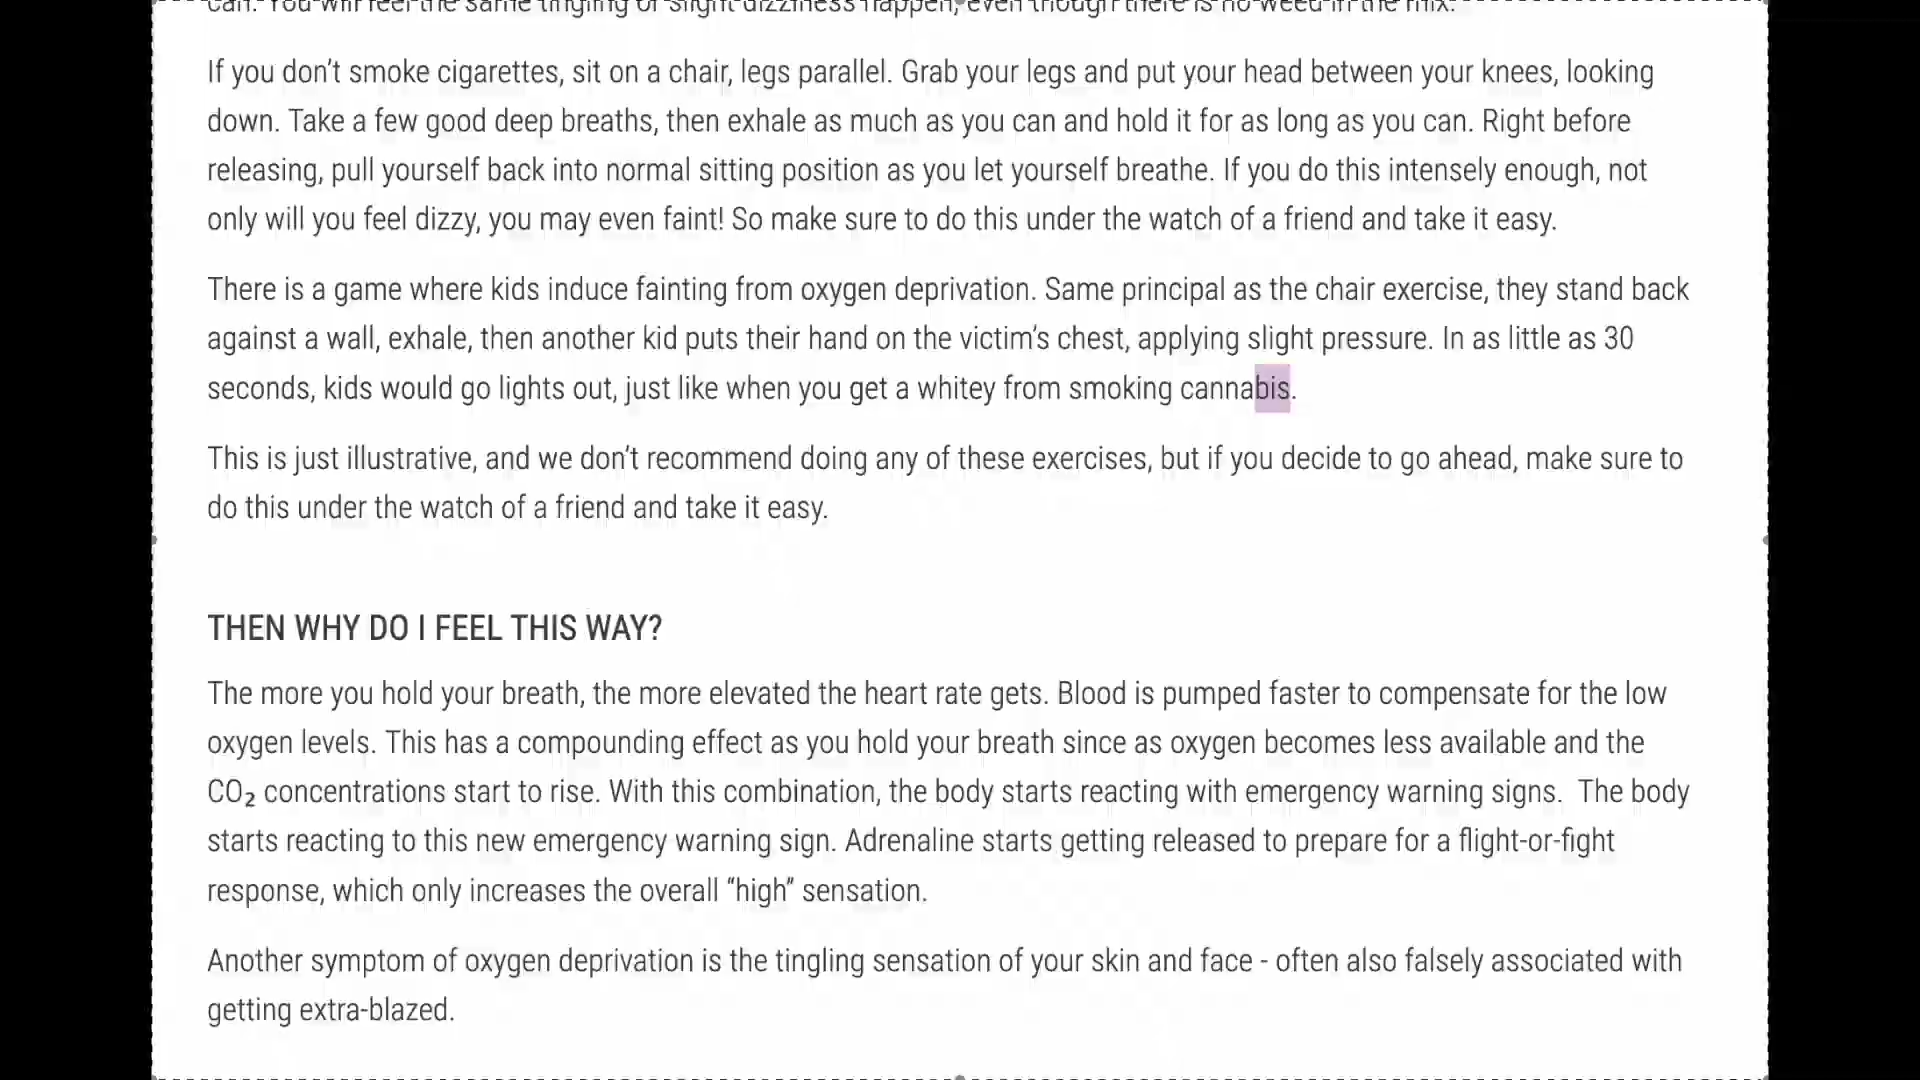 can. You will feel the same tingling or slight dizziness happen, even though there is no weed in the mix.
If you don’t smoke cigarettes, sit on a chair, legs parallel. Grab your legs and put your head between your knees, looking
down. Take a few good deep breaths, then exhale as much as you can and hold it for as long as you can. Right before
releasing, pull yourself back into normal sitting position as you let yourself breathe. If you do this intensely enough, not
only will you feel dizzy, you may even faint! So make sure to do this under the watch of a friend and take it easy.
There is a game where kids induce fainting from oxygen deprivation. Same principal as the chair exercise, they stand back
against a wall, exhale, then another kid puts their hand on the victim’s chest, applying slight pressure. In as little as 30
seconds, kids would go lights out, just like when you get a whitey from smoking cannabis.
This is just illustrative, and we don’t recommend doing any of these exercises, but if you decide to go ahead, make sure to
do this under the watch of a friend and take it easy.
THEN WHY DO I FEEL THIS WAY?
The more you hold your breath, the more elevated the heart rate gets. Blood is pumped faster to compensate for the low
oxygen levels. This has a compounding effect as you hold your breath since as oxygen becomes less available and the
CO₂ concentrations start to rise. With this combination, the body starts reacting with emergency warning signs.  The body
starts reacting to this new emergency warning sign. Adrenaline starts getting released to prepare for a flight-or-fight
response, which only increases the overall “high” sensation.
Another symptom of oxygen deprivation is the tingling sensation of your skin and face - often also falsely associated with
getting extra-blazed.